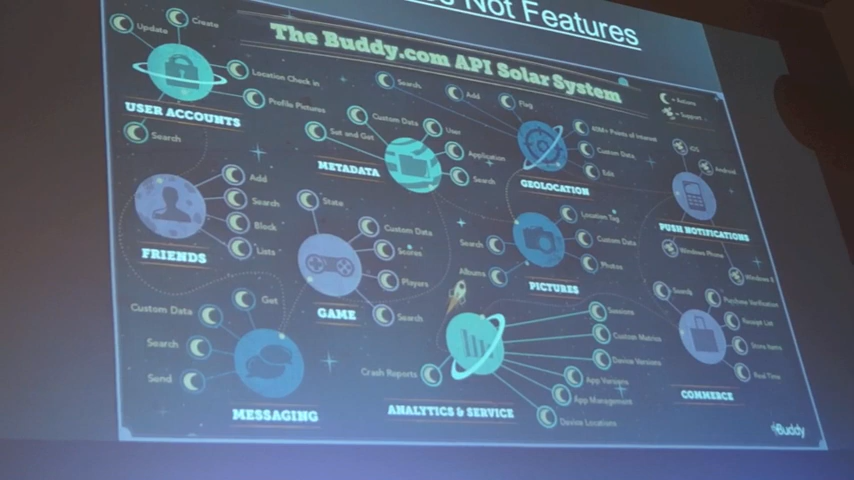 Not Features
The Buddy.com API Solar System
Update
Create
Location Check in
Profile Pictures
USER ACCOUNTS
Search
Custom Data
User
Set and Get
Application
Search
METADATA
Search
Add
Flag
Points of Interest
Custom Data
Edit
GEOLOCATION
= Actions
= Support
iOS
Android
PUSH NOTIFICATIONS
Windows Phone
Windows 8
Add
Search
Block
Lists
FRIENDS
State
Custom Data
Scores
Players
Search
GAME
Location Tag
Search
Custom Data
Albums
Photos
PICTURES
Custom Data
Get
Search
Send
MESSAGING
Sessions
Custom Metrics
Device Versions
App Versions
App Management
Device Locations
Crash Reports
ANALYTICS & SERVICE
Search
Purchase Verification
Receipt List
Store Items
Real Time
COMMERCE
Buddy